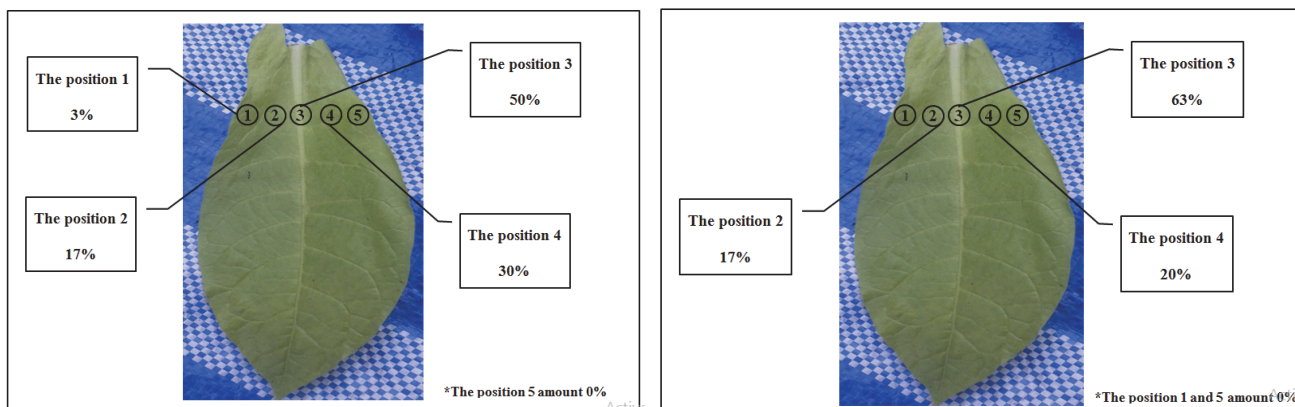 The position 1
3%
The position 3
50%
1 2 3 4 5
The position 2
17%
The position 4
30%
*The position 5 amount 0%
The position 3
63%
1 2 3 4 5
The position 2
17%
The position 4
20%
*The position 1 and 5 amount 0%